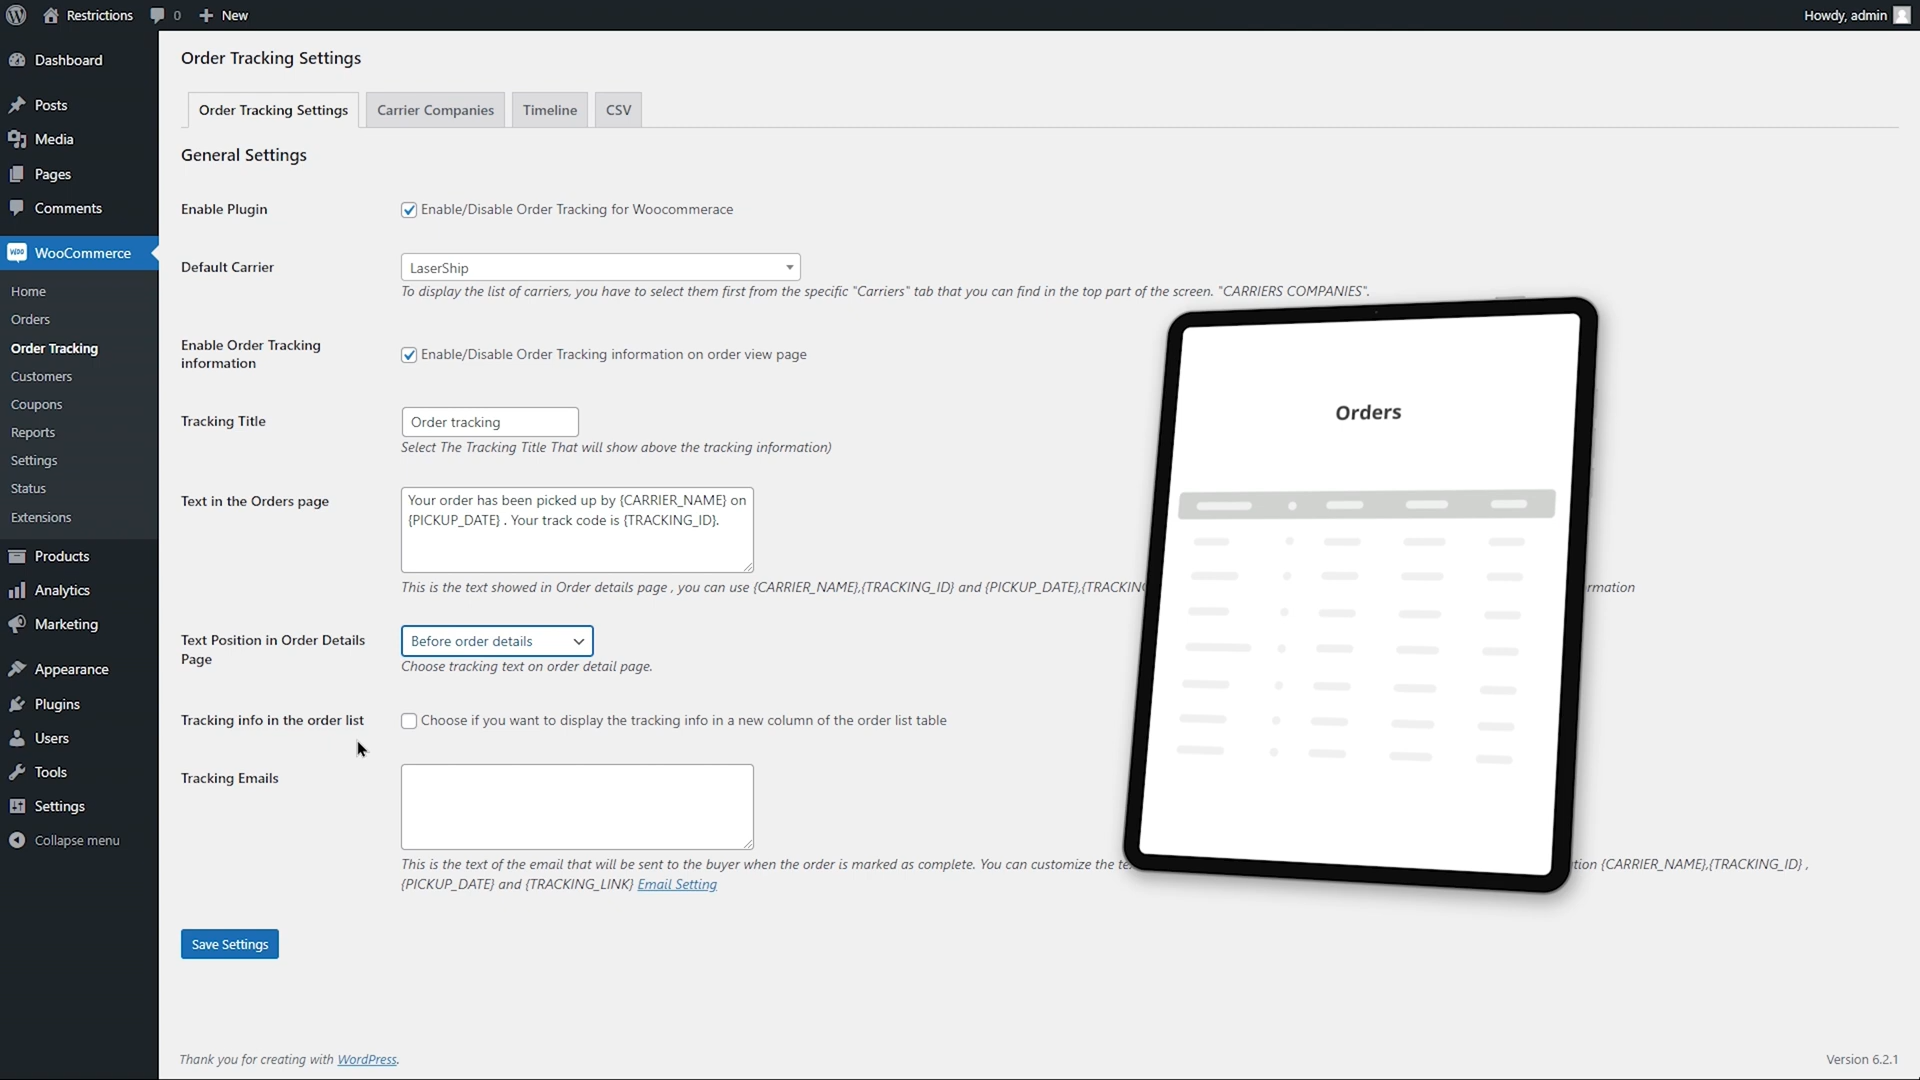 Restrictions
0
New
Howdy, admin
Dashboard
Posts
Media
Pages
Comments
WooCommerce
Home
Orders
Order Tracking
Customers
Coupons
Reports
Settings
Status
Extensions
Products
Analytics
Marketing
Appearance
Plugins
Users
Tools
Settings
Collapse menu
Order Tracking Settings
Order Tracking Settings
Carrier Companies
Timeline
CSV
General Settings
Enable Plugin
Enable/Disable Order Tracking for Woocommerace
Default Carrier
LaserShip
To display the list of carriers, you have to select them first from the specific "Carriers" tab that you can find in the top part of the screen. "CARRIERS COMPANIES".
Enable Order Tracking
information
Enable/Disable Order Tracking information on order view page
Tracking Title
Order tracking
Select The Tracking Title That will show above the tracking information)
Text in the Orders page
Your order has been picked up by {CARRIER_NAME} on
{PICKUP_DATE} . Your track code is {TRACKING_ID}.
This is the text showed in Order details page , you can use {CARRIER_NAME},{TRACKING_ID} and {PICKUP_DATE},{TRACKING
rmation
Text Position in Order Details
Page
Before order details
Choose tracking text on order detail page.
Tracking info in the order list
Choose if you want to display the tracking info in a new column of the order list table
Tracking Emails
This is the text of the email that will be sent to the buyer when the order is marked as complete. You can customize the te
tion {CARRIER_NAME},{TRACKING_ID} ,
{PICKUP_DATE} and {TRACKING_LINK} Email Setting
Save Settings
Orders
Thank you for creating with WordPress.
Version 6.2.1